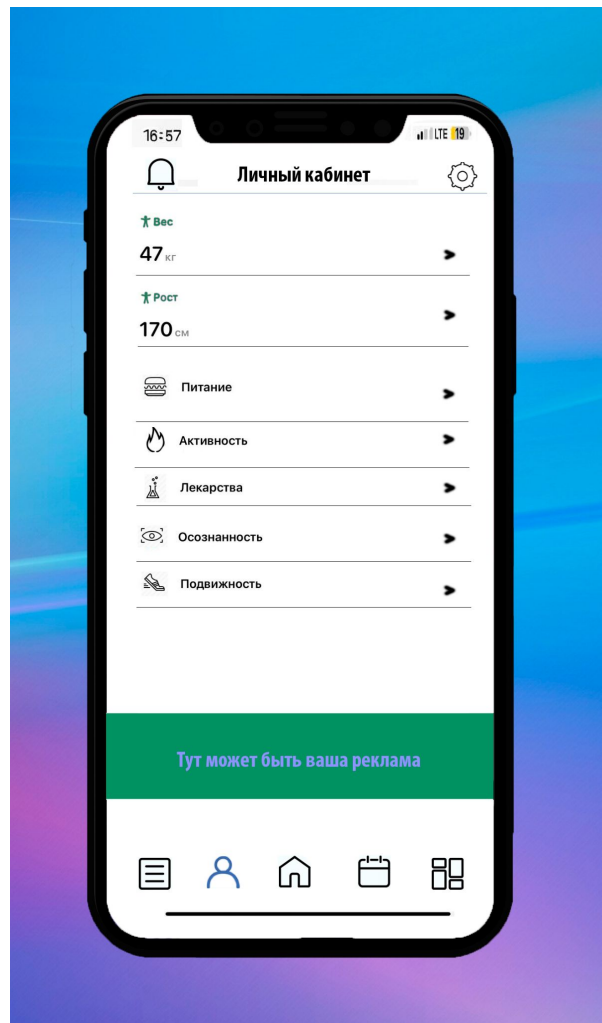 16:57
LTE 19
Личный кабинет
Вес
47 кг
Рост
170 см
Питание
Активность
Лекарства
Осознанность
Подвижность
Тут может быть ваша реклама